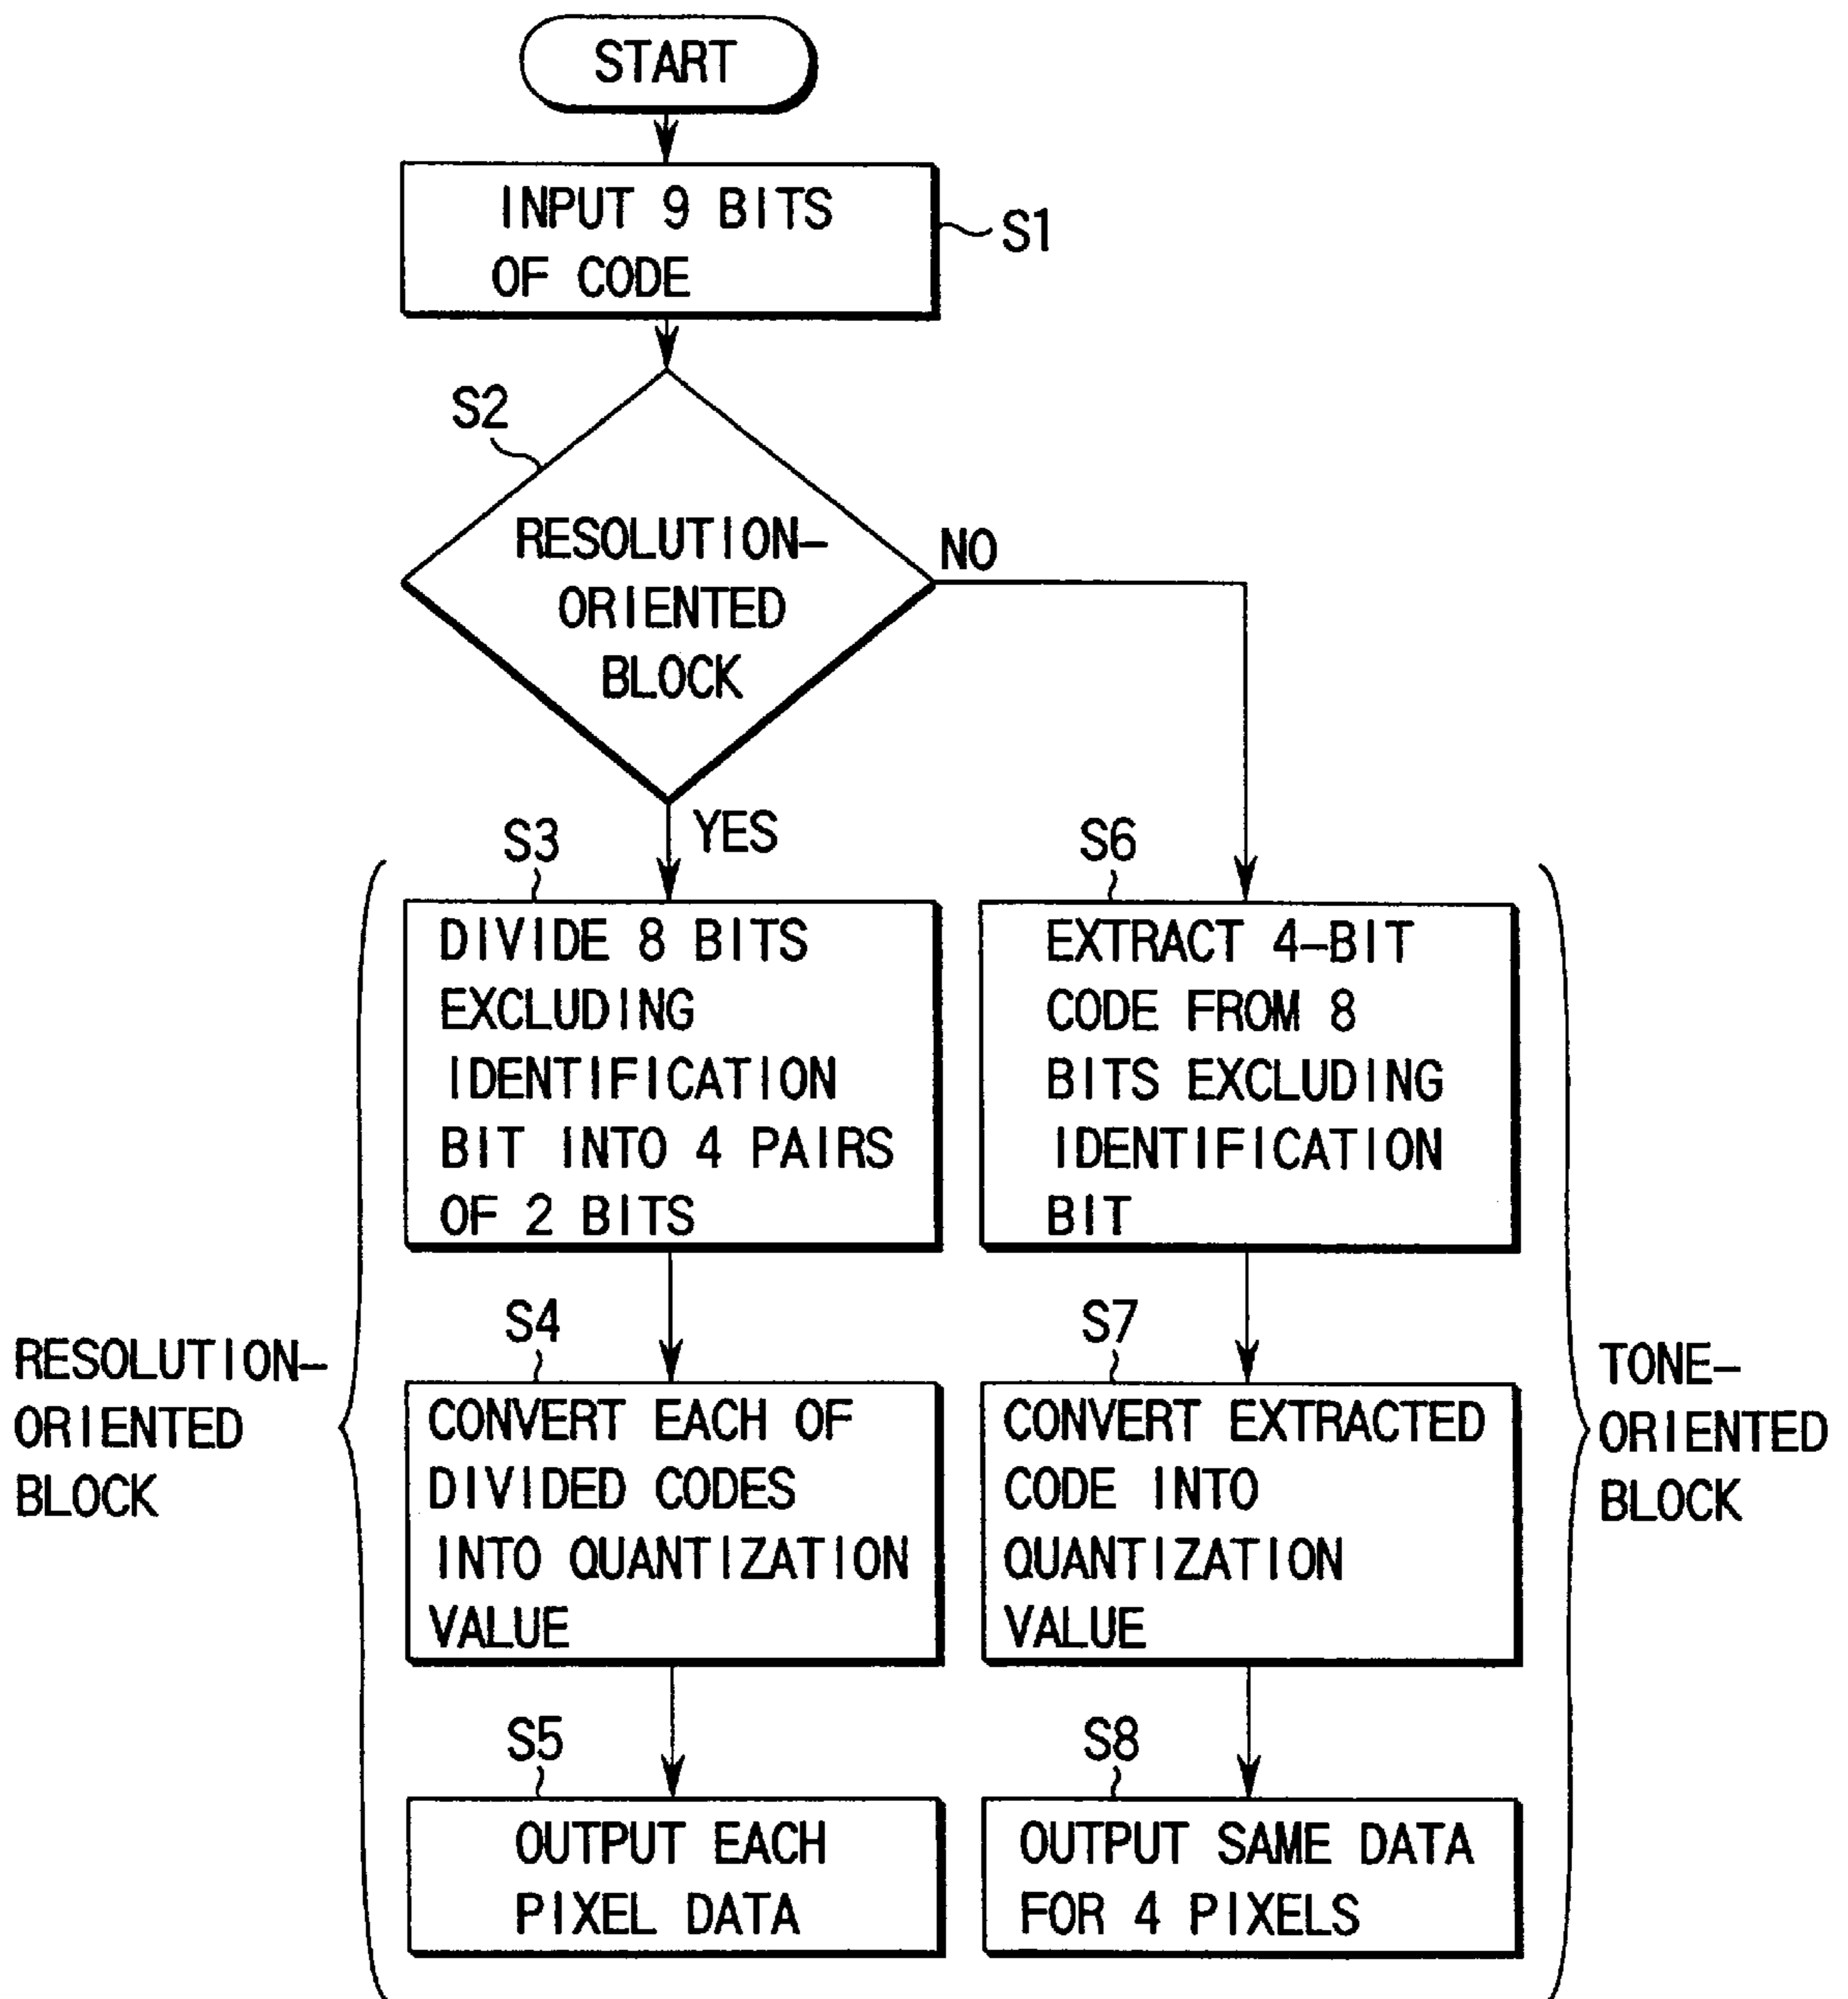 START
INPUT 9 BITS
OF CODE
S1
S2
RESOLUTION-
ORIENTED
BLOCK
NO
YES
S3
DIVIDE 8 BITS
EXCLUDING
IDENTIFICATION
BIT INTO 4 PAIRS
OF 2 BITS
S6
EXTRACT 4-BIT
CODE FROM 8
BITS EXCLUDING
IDENTIFICATION
BIT
RESOLUTION-
ORIENTED
BLOCK
S4
CONVERT EACH OF
DIVIDED CODES
INTO QUANTIZATION
VALUE
S7
CONVERT EXTRACTED
CODE INTO
QUANTIZATION
VALUE
TONE-
ORIENTED
BLOCK
S5
OUTPUT EACH
PIXEL DATA
S8
OUTPUT SAME DATA
FOR 4 PIXELS